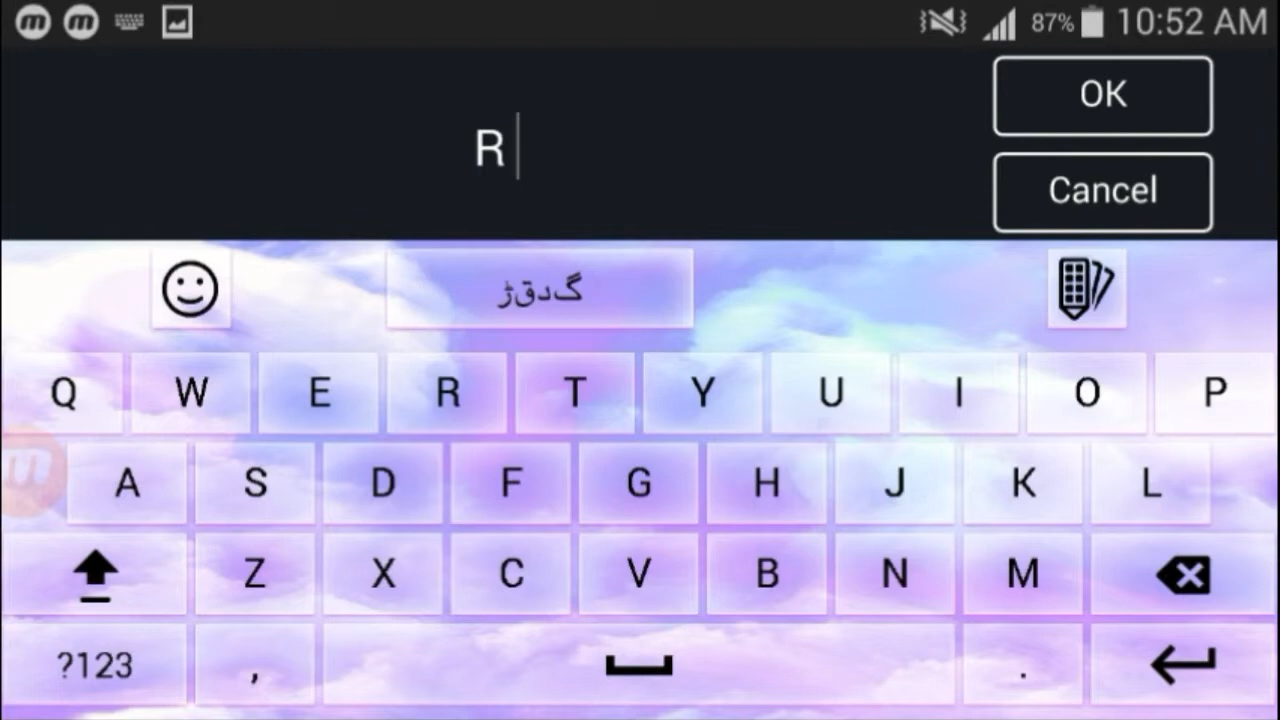 87% 10:52 AM
R
OK
Cancel
گدقڑ
Q W E R T Y U I O P
A S D F G H J K L
Z X C V B N M
?123 , .